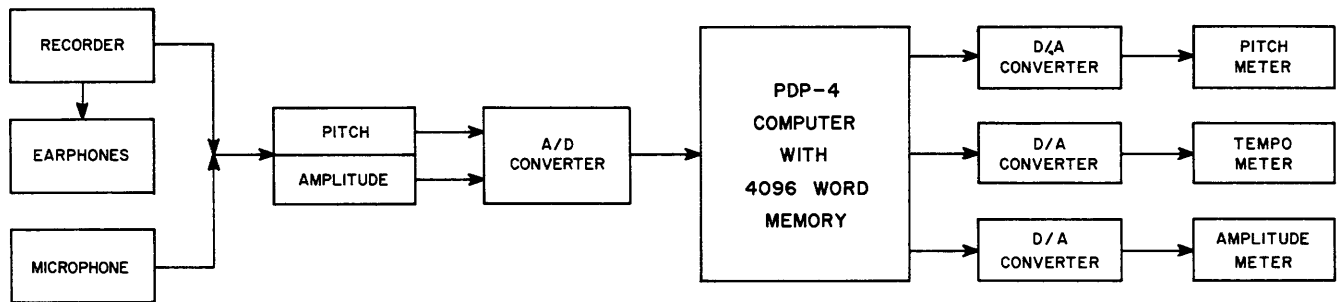 RECORDER
EARPHONES
MICROPHONE
PITCH
AMPLITUDE
A/D
CONVERTER
PDP-4
COMPUTER
WITH
4096 WORD
MEMORY
D/A
CONVERTER
PITCH
METER
D/A
CONVERTER
TEMPO
METER
D/A
CONVERTER
AMPLITUDE
METER